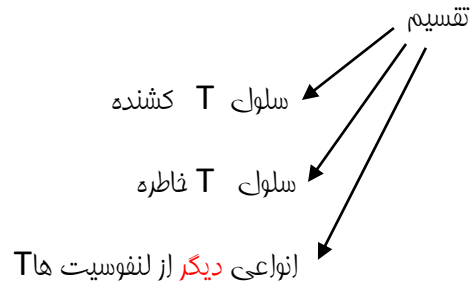 تقسیم
سلول T کشنده
سلول T خاطره
انواعی دیگر از لنفوسیت هاT